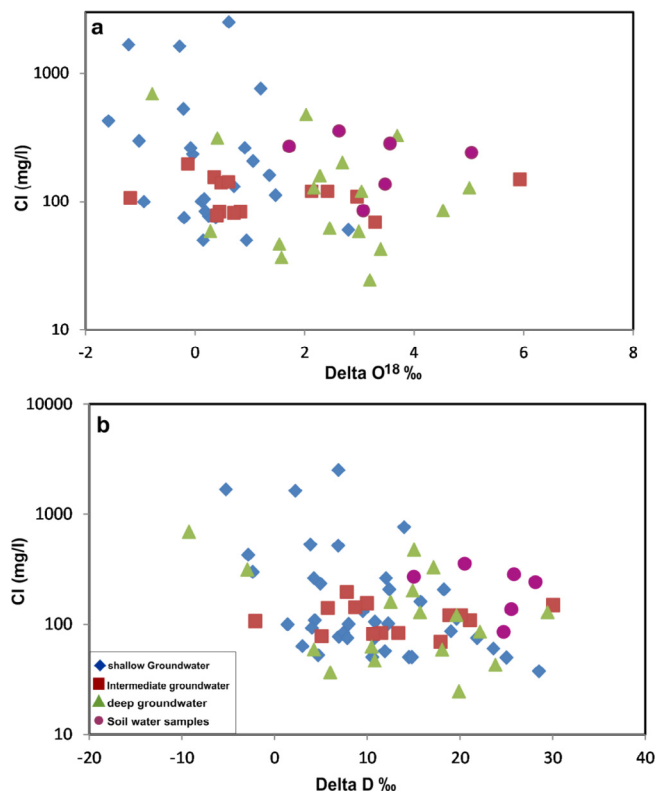 a
1000
100
10
Cl (mg/l)
-2 0 2 4 6 8
Delta O18 ‰
b
10000
1000
100
10
Cl (mg/l)
shallow Groundwater
Intermediate groundwater
deep groundwater
Soil water samples
-20 -10 0 10 20 30 40
Delta D ‰